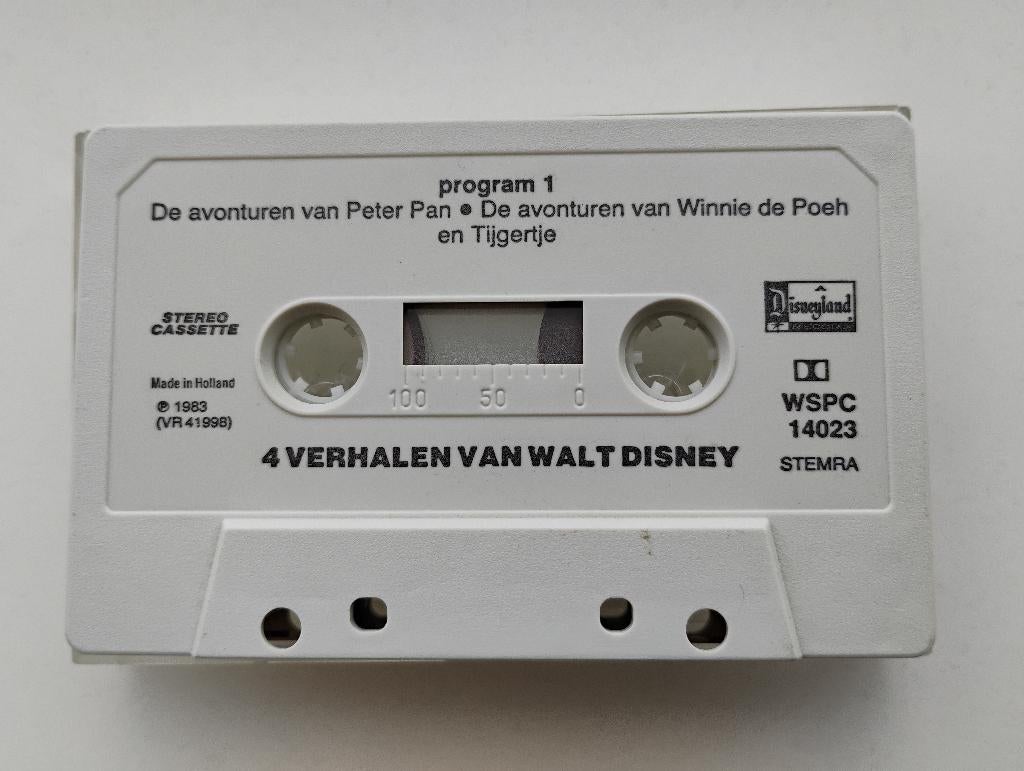 program 1
De avonturen van Peter Pan • De avonturen van Winnie de Poeh
en Tijgertje
STEREO
CASSETTE
Disneyland
Made in Holland
℗ 1983
(VR 41998)
100 50 0
WSPC
14023
STEMRA
4 VERHALEN VAN WALT DISNEY